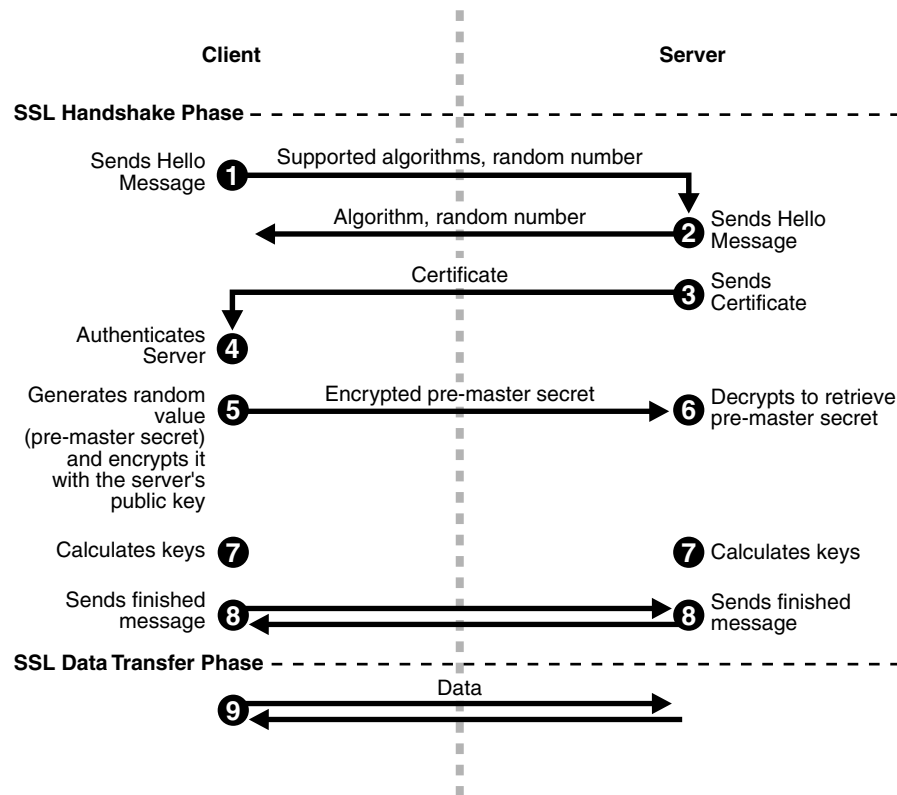 Client
Server
SSL Handshake Phase
Sends Hello
Message
1
Supported algorithms, random number
Algorithm, random number
2
Sends Hello
Message
Certificate
3
Sends
Certificate
Authenticates
Server
4
Generates random
value
(pre-master secret)
and encrypts it
with the server's
public key
5
Encrypted pre-master secret
6
Decrypts to retrieve
pre-master secret
Calculates keys
7
7
Calculates keys
Sends finished
message
8
8
Sends finished
message
SSL Data Transfer Phase
9
Data